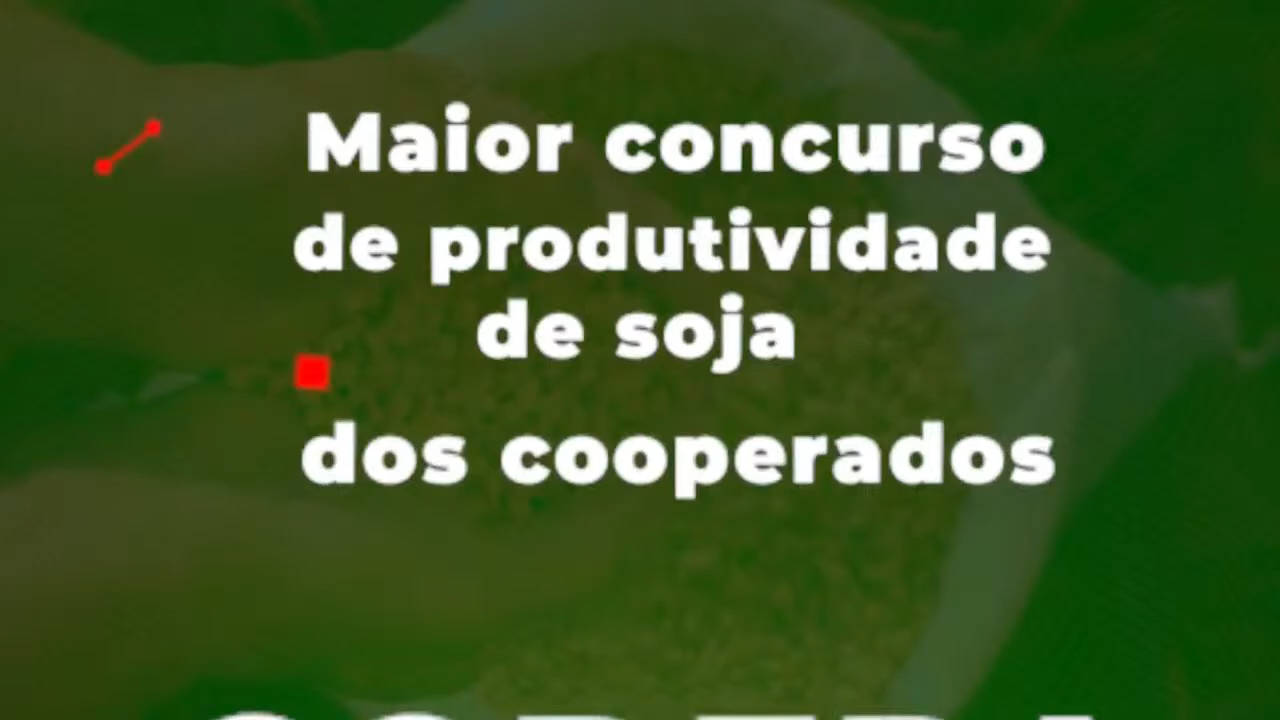 Maior concurso
de produtividade
de soja
dos cooperados